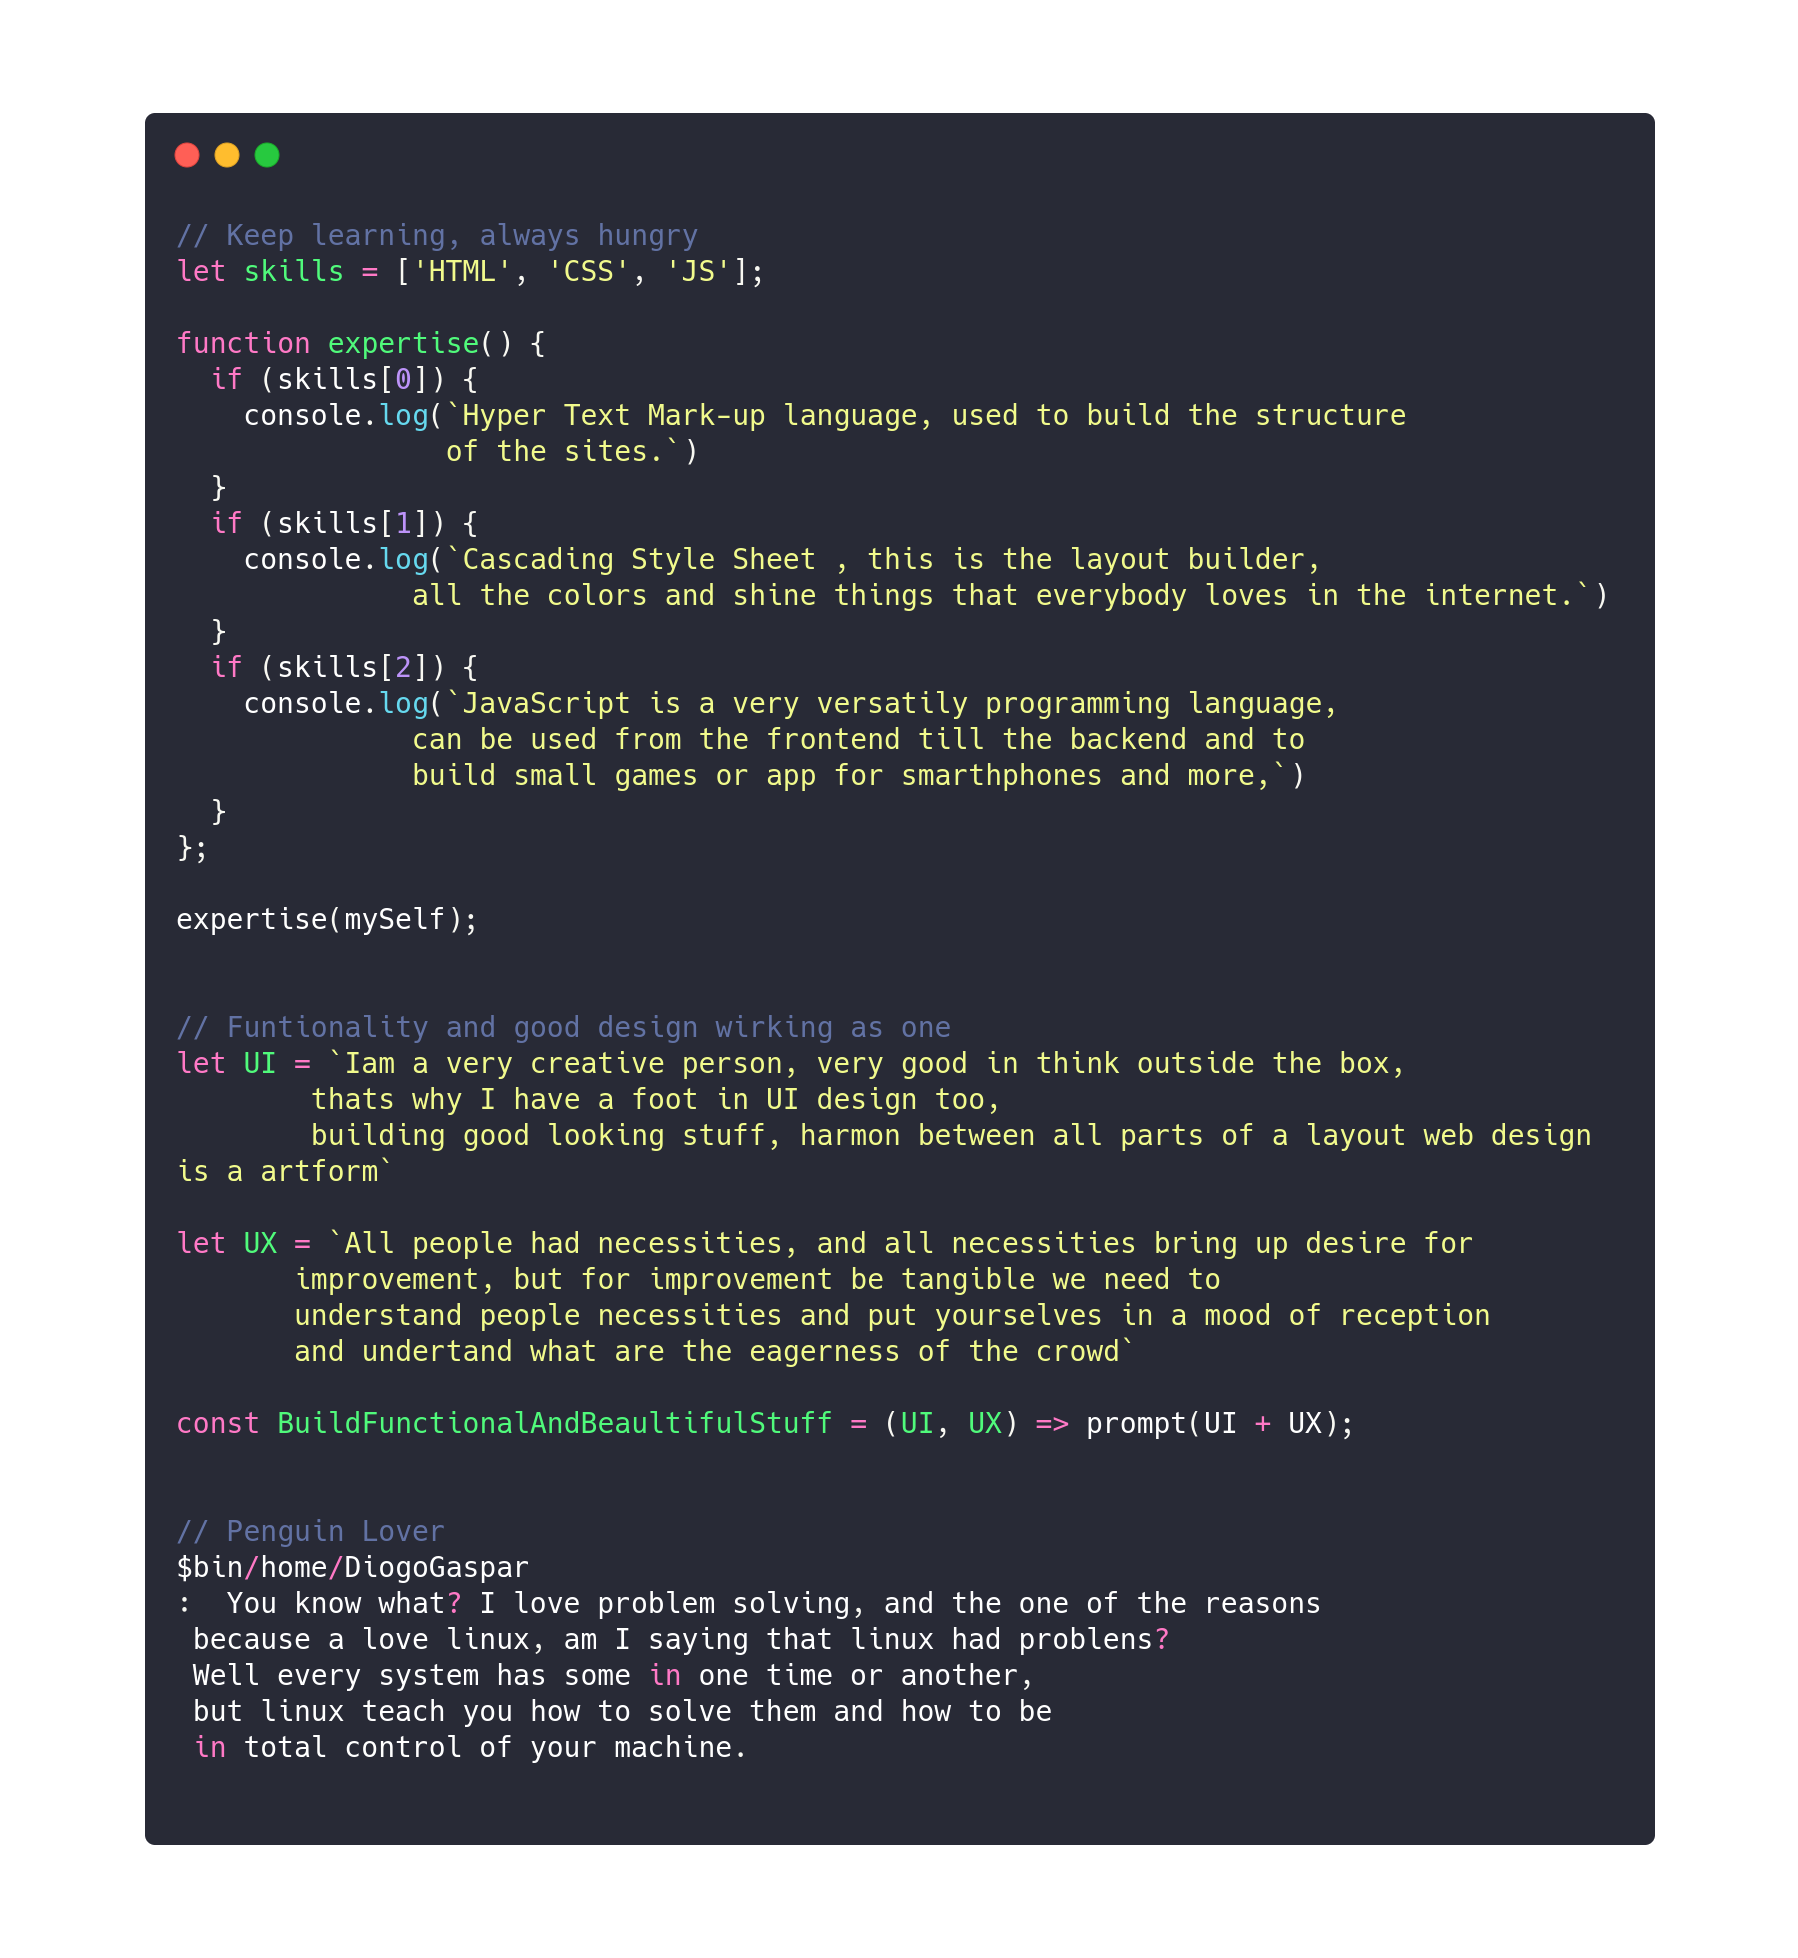 // Keep learning, always hungry
let skills = ['HTML', 'CSS', 'JS'];

function expertise() {
  if (skills[0]) {
    console.log(`Hyper Text Mark-up language, used to build the structure
                of the sites.`)
  }
  if (skills[1]) {
    console.log(`Cascading Style Sheet , this is the layout builder,
              all the colors and shine things that everybody loves in the internet.`)
  }
  if (skills[2]) {
    console.log(`JavaScript is a very versatily programming language,
              can be used from the frontend till the backend and to
              build small games or app for smarthphones and more,`)
  }
};

expertise(mySelf);


// Funtionality and good design wirking as one
let UI = `Iam a very creative person, very good in think outside the box,
        thats why I have a foot in UI design too,
        building good looking stuff, harmon between all parts of a layout web design
is a artform`

let UX = `All people had necessities, and all necessities bring up desire for
       improvement, but for improvement be tangible we need to
       understand people necessities and put yourselves in a mood of reception
       and undertand what are the eagerness of the crowd`

const BuildFunctionalAndBeaultifulStuff = (UI, UX) => prompt(UI + UX);


// Penguin Lover
$bin/home/DiogoGaspar
:  You know what? I love problem solving, and the one of the reasons
 because a love linux, am I saying that linux had problens?
 Well every system has some in one time or another,
 but linux teach you how to solve them and how to be
 in total control of your machine.